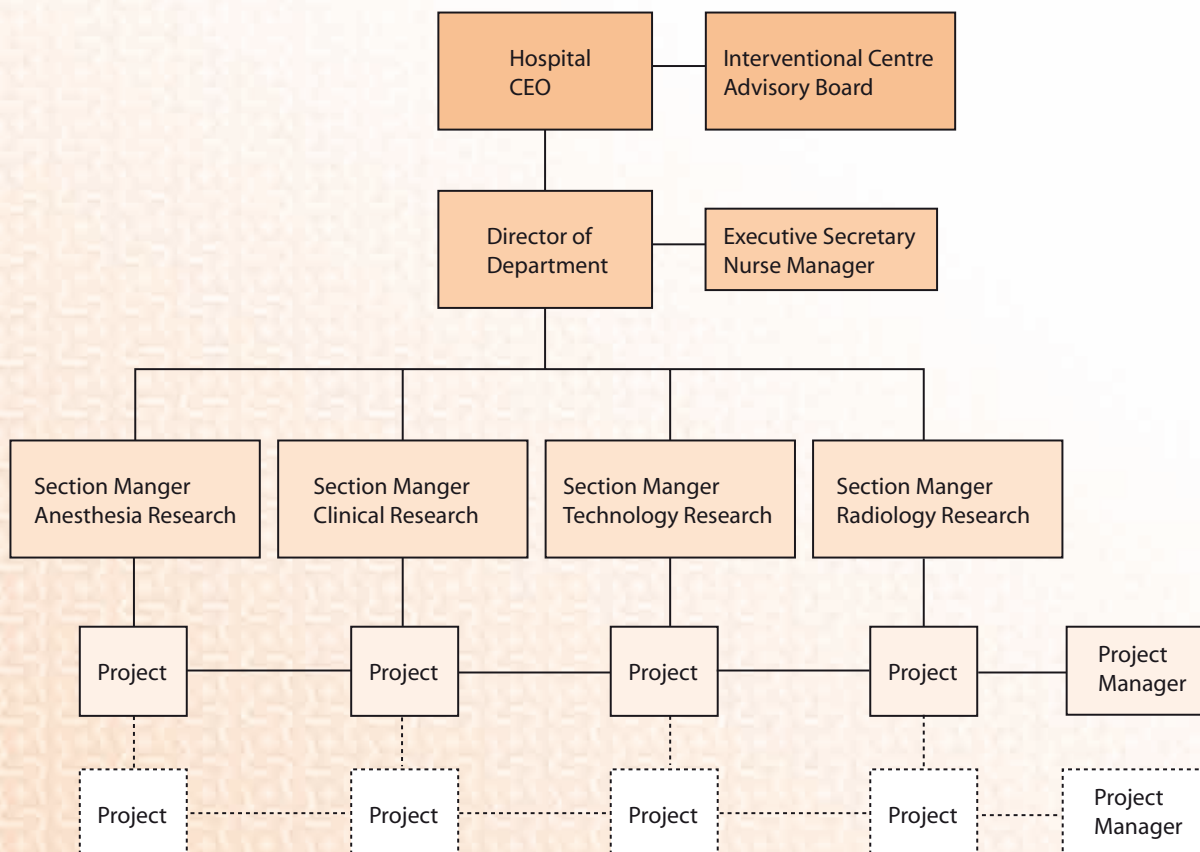 Hospital
CEO
Interventional Centre
Advisory Board
Director of
Department
Executive Secretary
Nurse Manager
Section Manger
Anesthesia Research
Section Manger
Clinical Research
Section Manger
Technology Research
Section Manger
Radiology Research
Project
Project
Project
Project
Project
Manager
Project
Project
Project
Project
Project
Manager